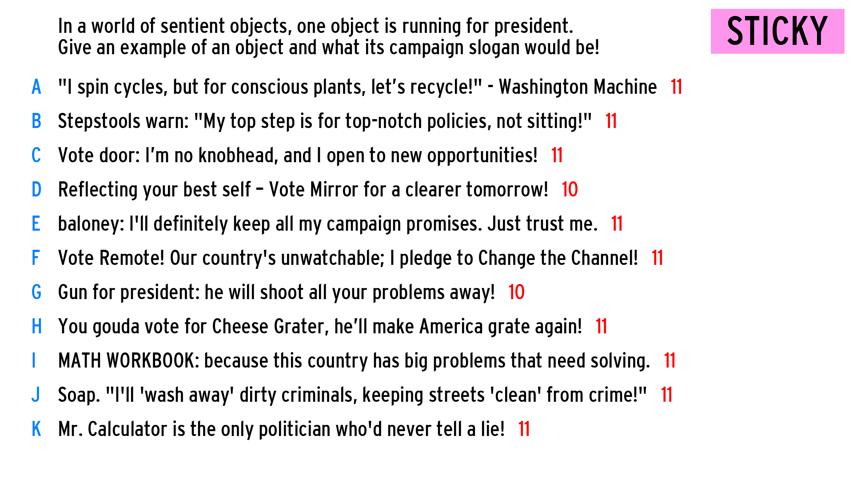 In a world of sentient objects, one object is running for president.
Give an example of an object and what its campaign slogan would be!
STICKY
A "I spin cycles, but for conscious plants, let's recycle!" - Washington Machine 11
B Stepstools warn: "My top step is for top-notch policies, not sitting!" 11
C Vote door: I'm no knobhead, and I open to new opportunities! 11
D Reflecting your best self – Vote Mirror for a clearer tomorrow! 10
E baloney: I'll definitely keep all my campaign promises. Just trust me. 11
F Vote Remote! Our country's unwatchable; I pledge to Change the Channel! 11
G Gun for president: he will shoot all your problems away! 10
H You gouda vote for Cheese Grater, he'll make America grate again! 11
I MATH WORKBOOK: because this country has big problems that need solving. 11
J Soap. "I'll 'wash away' dirty criminals, keeping streets 'clean' from crime!" 11
K Mr. Calculator is the only politician who'd never tell a lie! 11